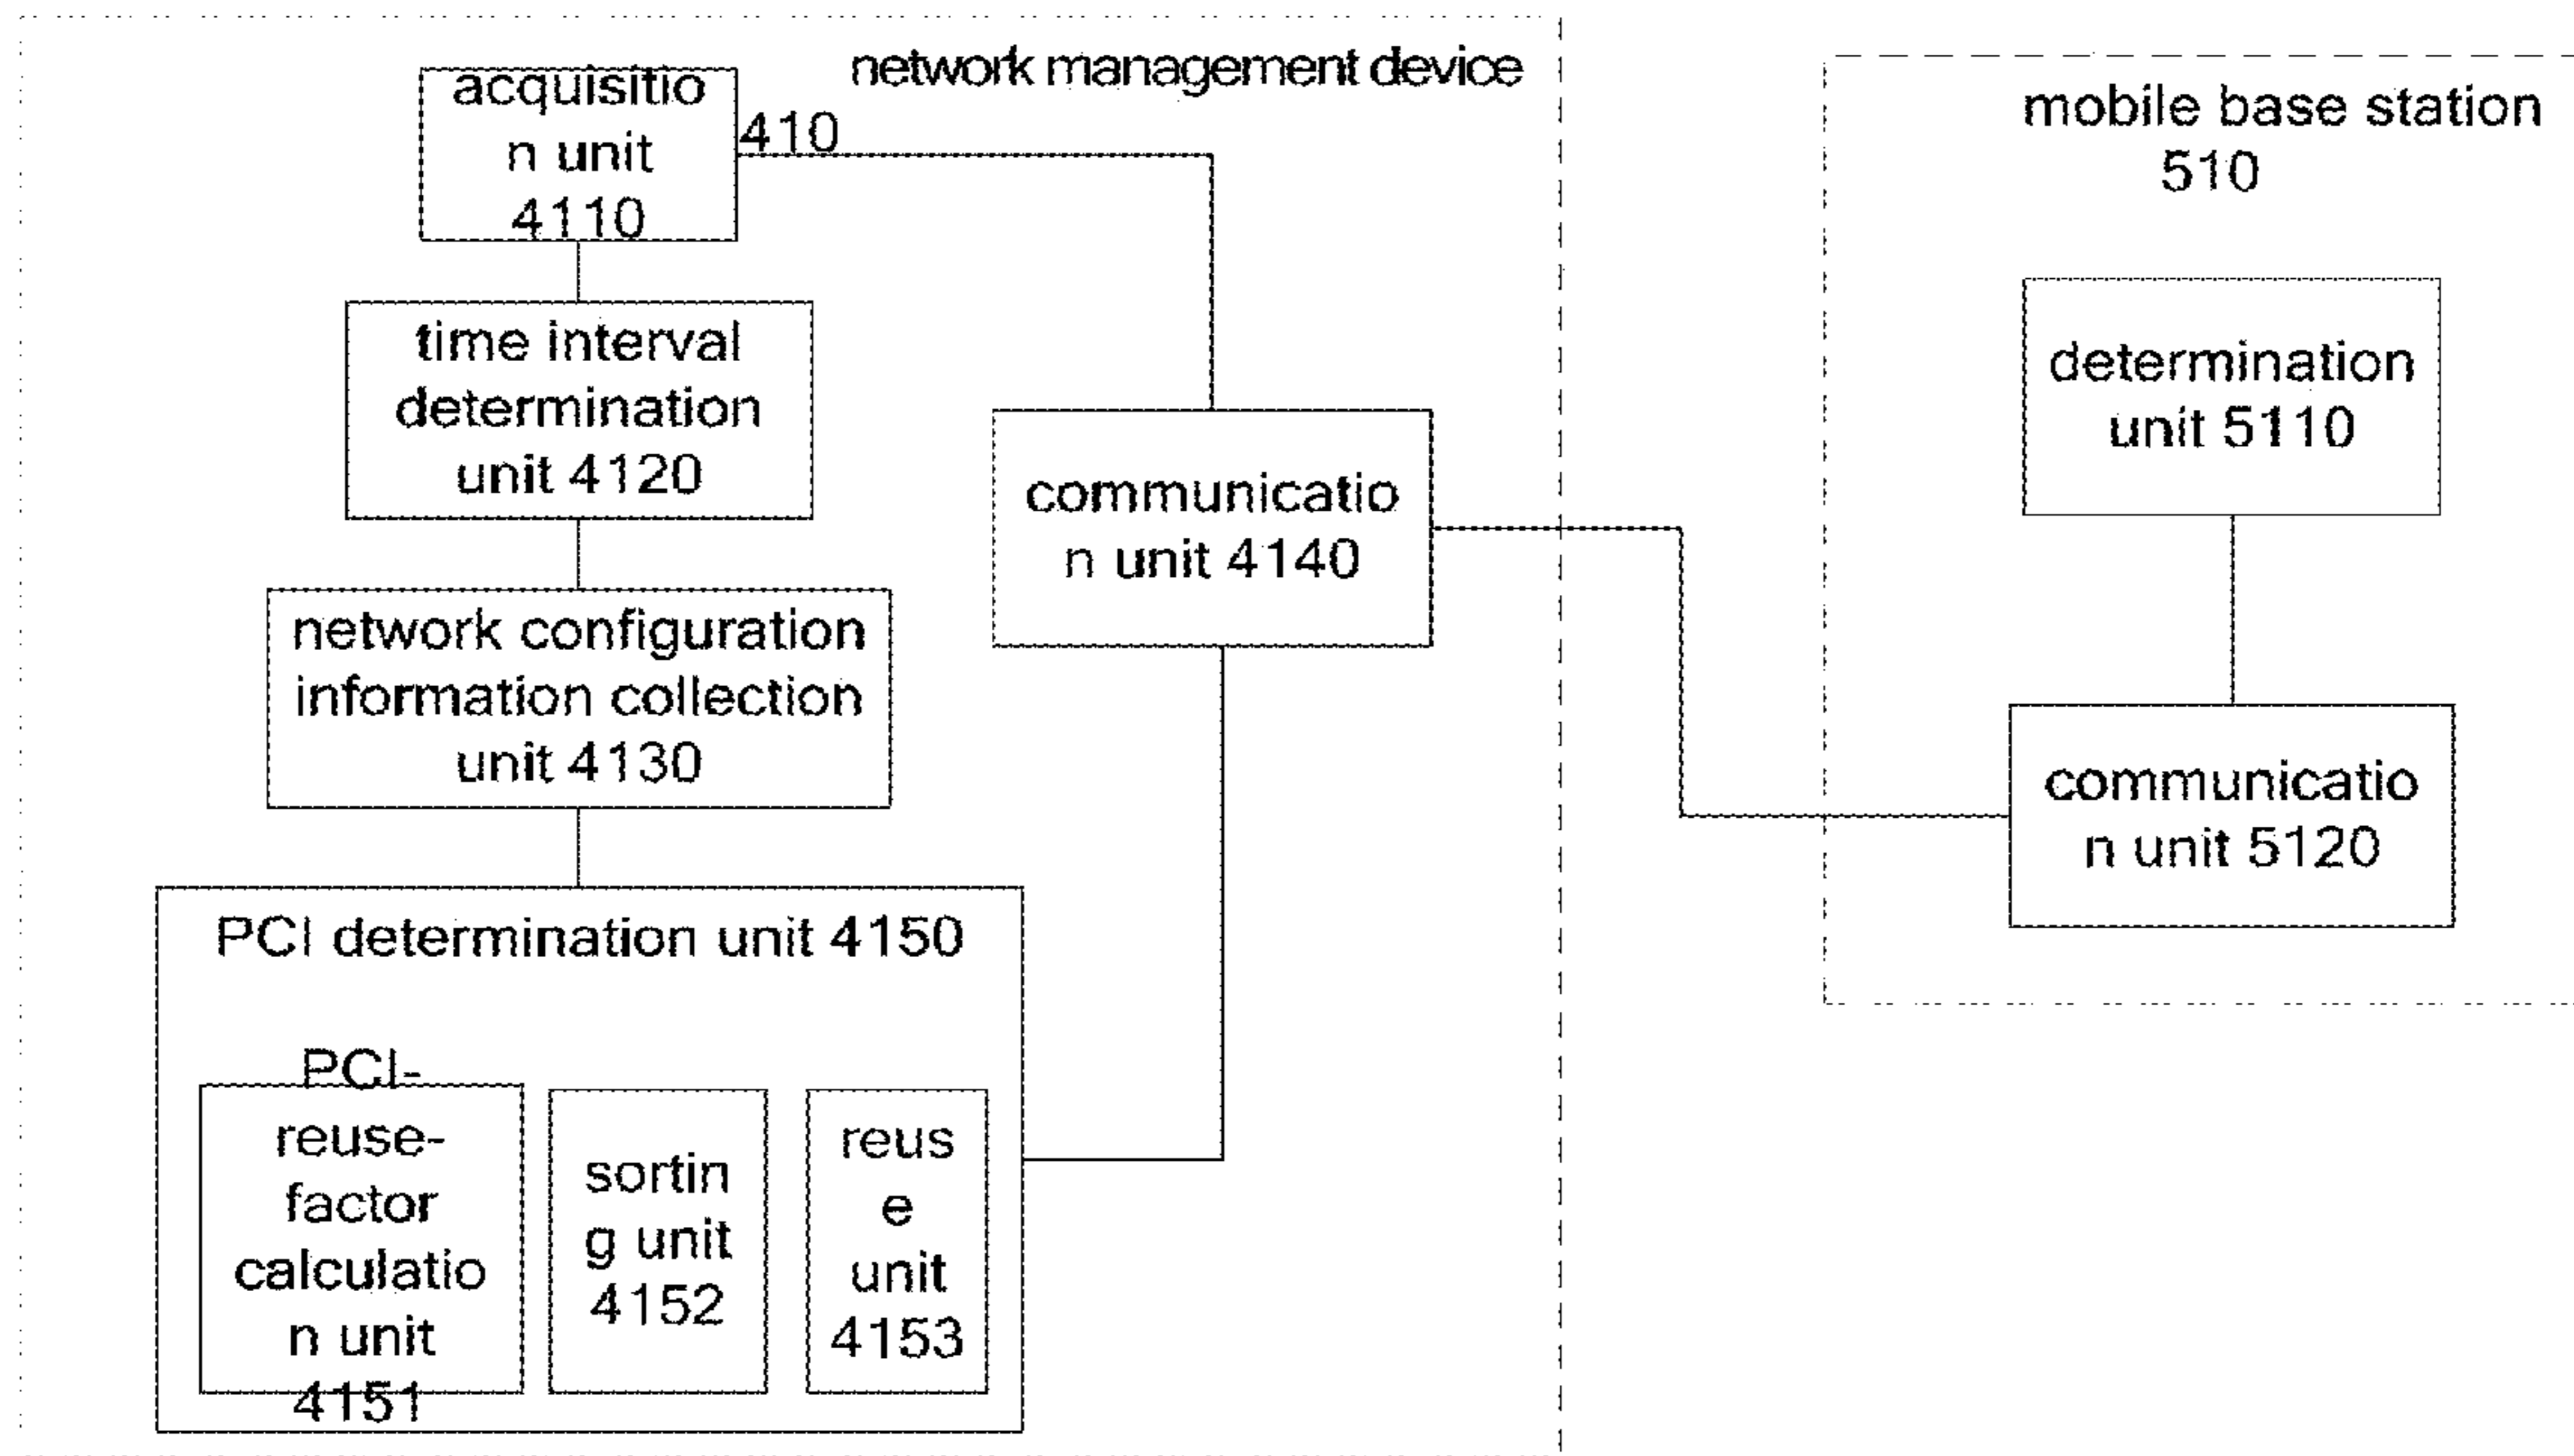 network management device
410
acquisitio
n unit
4110
time interval
determination
unit 4120
network configuration
information collection
unit 4130
communicatio
n unit 4140
PCI determination unit 4150
PCI-
reuse-
factor
calculatio
n unit
4151
sortin
g unit
4152
reus
e
unit
4153
mobile base station
510
determination
unit 5110
communicatio
n unit 5120